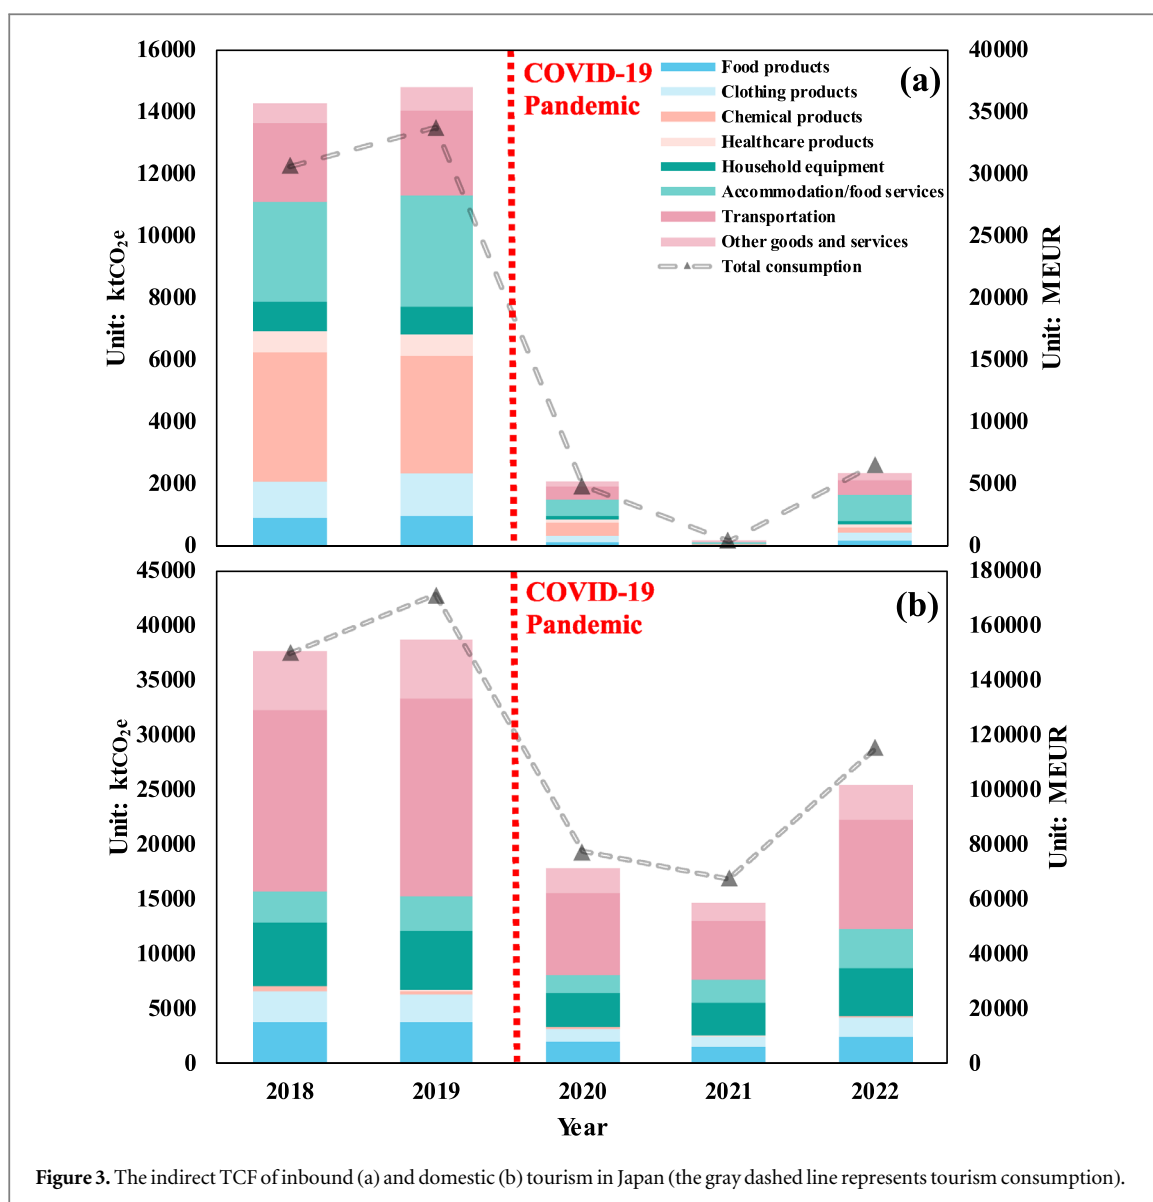 16000
14000
12000
10000
8000
6000
4000
2000
0
Unit: ktCO2e
COVID-19
Pandemic
Food products
Clothing products
Chemical products
Healthcare products
Household equipment
Accommodation/food services
Transportation
Other goods and services
Total consumption
(a)
40000
35000
30000
25000
20000
15000
10000
5000
0
Unit: MEUR
45000
40000
35000
30000
25000
20000
15000
10000
5000
0
Unit: ktCO2e
COVID-19
Pandemic
(b)
180000
160000
140000
120000
100000
80000
60000
40000
20000
0
Unit: MEUR
2018 2019 2020 2021 2022
Year
Figure 3. The indirect TCF of inbound (a) and domestic (b) tourism in Japan (the gray dashed line represents tourism consumption).